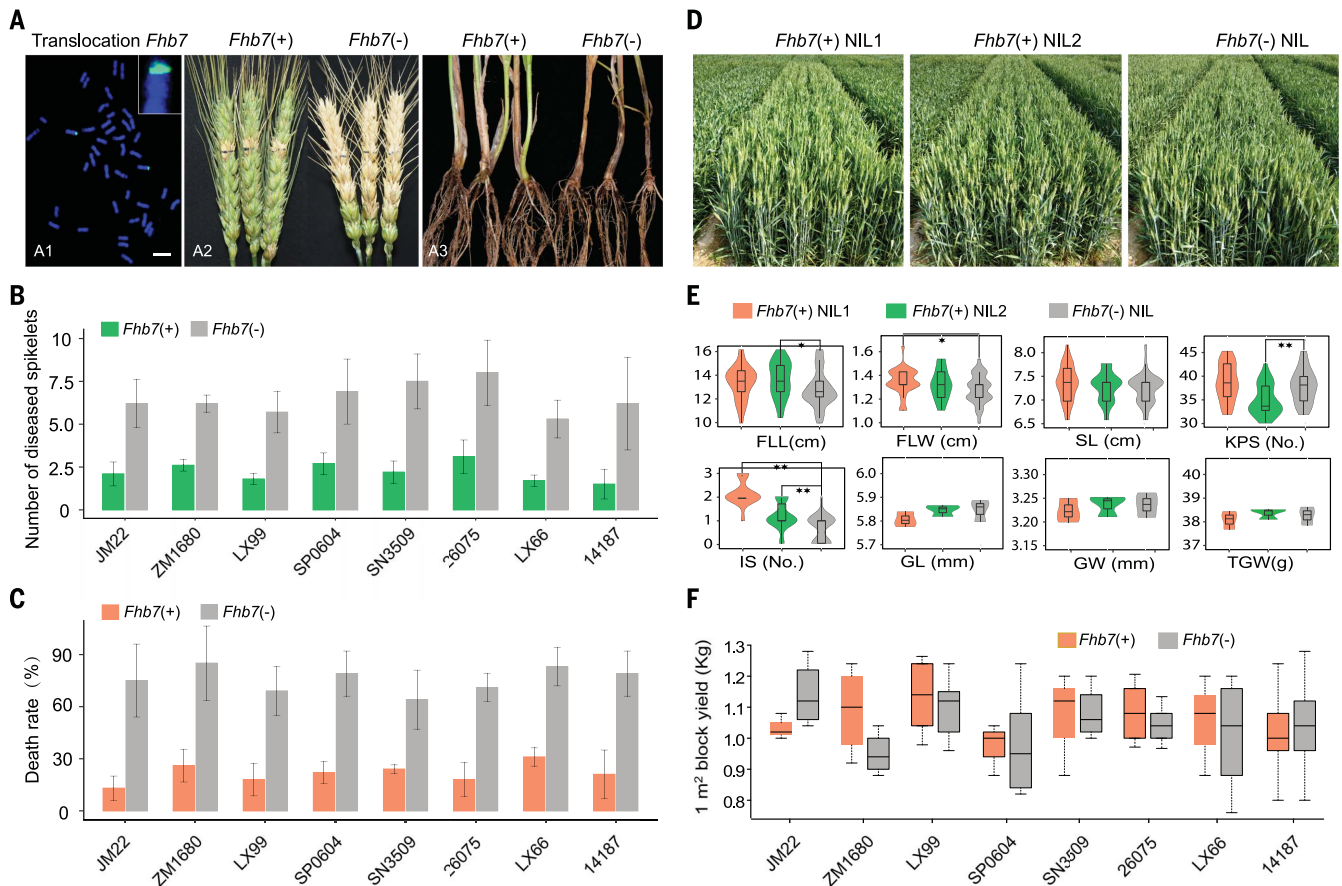 A
Translocation Fhb7
Fhb7(+)
Fhb7(-)
Fhb7(+)
Fhb7(-)
A1
A2
A3
B
Fhb7(+)
Fhb7(-)
Number of diseased spikelets
10
7.5
5.0
2.5
0
JM22
ZM1680
LX99
SP0604
SN3509
26075
LX66
14187
C
Fhb7(+)
Fhb7(-)
Death rate (%)
90
60
30
0
JM22
ZM1680
LX99
SP0604
SN3509
26075
LX66
14187
D
Fhb7(+) NIL1
Fhb7(+) NIL2
Fhb7(-) NIL
E
Fhb7(+) NIL1
Fhb7(+) NIL2
Fhb7(-) NIL
16
14
12
10
*
FLL(cm)
1.6
1.4
1.2
1.0
*
FLW (cm)
8.0
7.5
7.0
6.5
6.0
SL (cm)
45
40
35
30
**
KPS (No.)
3
2
1
0
**
**
IS (No.)
6.0
5.9
5.8
5.7
GL (mm)
3.30
3.25
3.20
3.15
GW (mm)
40
39
38
37
TGW(g)
F
Fhb7(+)
Fhb7(-)
1 m² block yield (Kg)
1.3
1.2
1.1
1.0
0.9
0.8
JM22
ZM1680
LX99
SP0604
SN3509
26075
LX66
14187